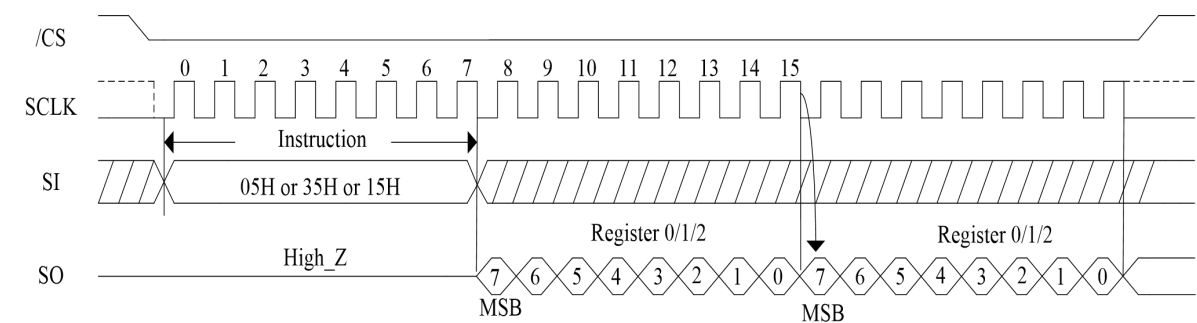 /CS
0 1 2 3 4 5 6 7 8 9 10 11 12 13 14 15
SCLK
Instruction
SI
05H or 35H or 15H
Register 0/1/2 Register 0/1/2
High_Z
SO
7 6 5 4 3 2 1 0 7 6 5 4 3 2 1 0
MSB MSB